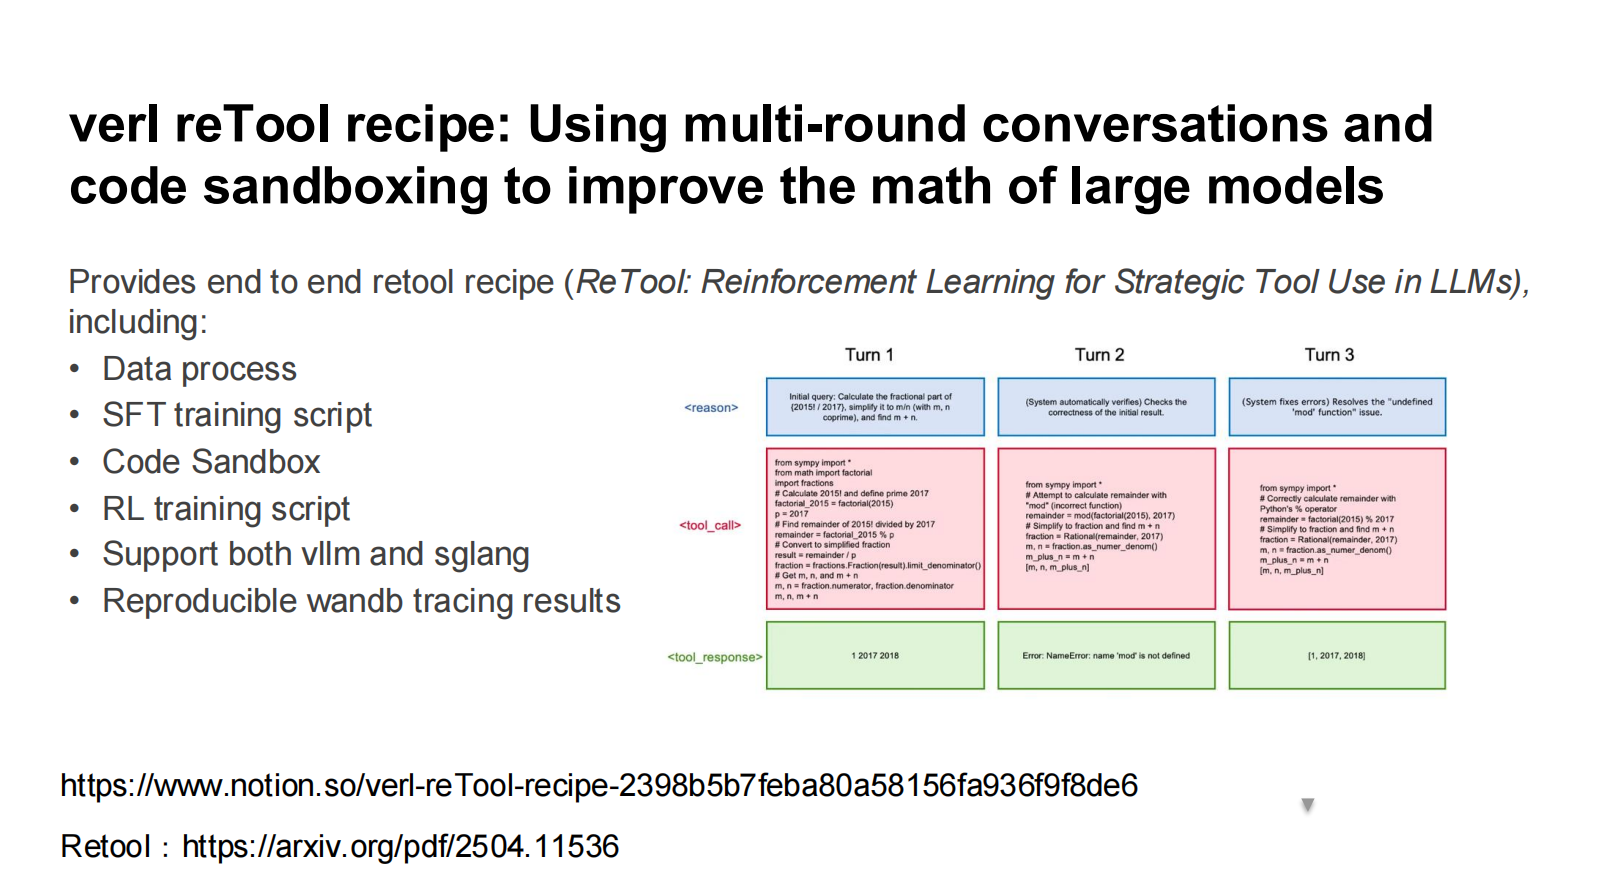 verl reTool recipe: Using multi-round conversations and
code sandboxing to improve the math of large models
Provides end to end retool recipe (ReTool: Reinforcement Learning for Strategic Tool Use in LLMs),
including:
• Data process
• SFT training script
• Code Sandbox
• RL training script
• Support both vllm and sglang
• Reproducible wandb tracing results
Turn 1
Turn 2
Turn 3
<reason>
Initial query: Calculate the fractional part of
{2015! / 2017}, simplify it to m/n (with m, n
coprime), and find m + n.
(System automatically verifies) Checks the
correctness of the initial result.
(System fixes errors) Resolves the "undefined
'mod' function" issue.
<tool_call>
from sympy import *
from math import factorial
import fractions
# Calculate 2015! and define prime 2017
factorial_2015 = factorial(2015)
p = 2017
# Find remainder of 2015! divided by 2017
remainder = factorial_2015 % p
# Convert to simplified fraction
result = remainder / p
fraction = fractions.Fraction(result).limit_denominator()
# Get m, n, and m + n
m, n = fraction.numerator, fraction.denominator
m, n, m + n
from sympy import *
# Attempt to calculate remainder with
"mod" (incorrect function)
remainder = mod(factorial(2015), 2017)
# Simplify to fraction and find m + n
fraction = Rational(remainder, 2017)
m, n = fraction.as_numer_denom()
m_plus_n = m + n
[m, n, m_plus_n]
from sympy import *
# Correctly calculate remainder with
Python's % operator
remainder = factorial(2015) % 2017
# Simplify to fraction and find m + n
fraction = Rational(remainder, 2017)
m, n = fraction.as_numer_denom()
m_plus_n = m + n
[m, n, m_plus_n]
<tool_response>
1 2017 2018
Error: NameError: name 'mod' is not defined
[1, 2017, 2018]
https://www.notion.so/verl-reTool-recipe-2398b5b7feba80a58156fa936f9f8de6
Retool：https://arxiv.org/pdf/2504.11536